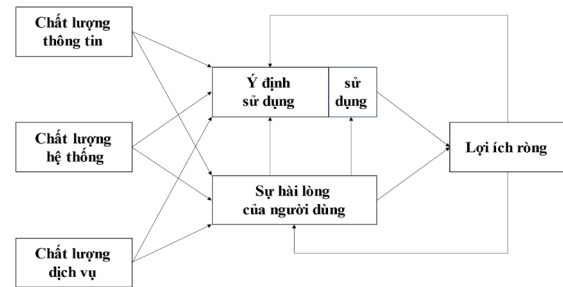 Chất lượng
thông tin
Ý định
sử dụng
sử
dụng
Chất lượng
hệ thống
Lợi ích ròng
Sự hài lòng
của người dùng
Chất lượng
dịch vụ